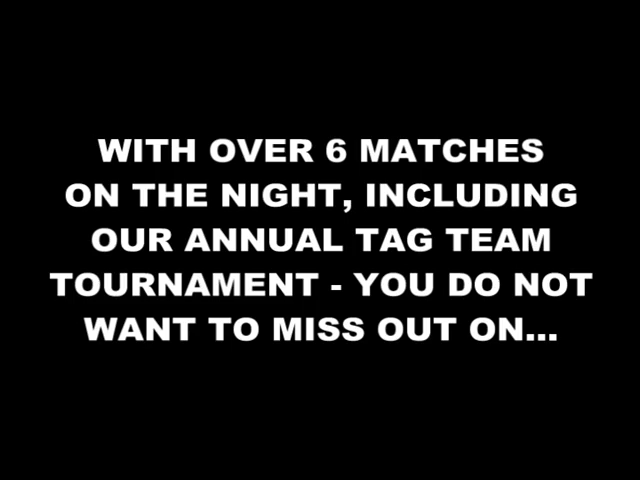 WITH OVER 6 MATCHES
ON THE NIGHT, INCLUDING
OUR ANNUAL TAG TEAM
TOURNAMENT - YOU DO NOT
WANT TO MISS OUT ON...